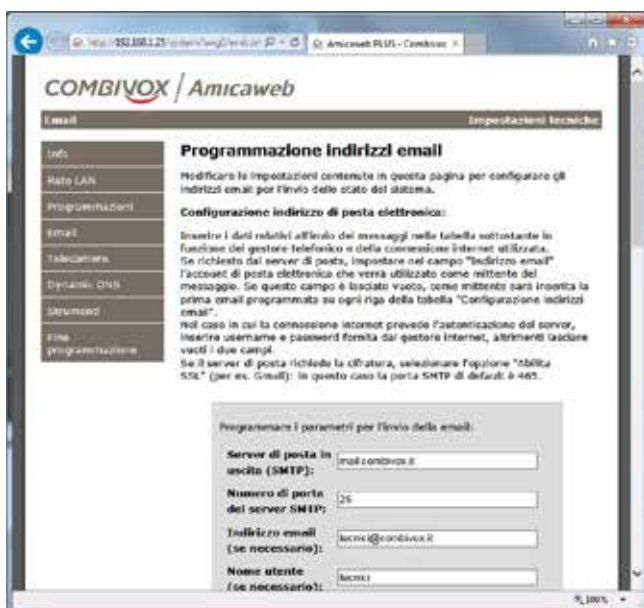 Amicaweb PLUS - Combivox
COMBIVOX / Amicaweb
Email Impostazioni tecniche
Info
Rete LAN
Programmazioni
Email
Telecamere
Dynamic DNS
Strumenti
Fine
programmazione
Programmazione indirizzi email
Modificare le impostazioni contenute in questa pagina per configurare gli
indirizzi email per l'invio dello stato del sistema.
Configurazione indirizzo di posta elettronica:
Inserire i dati relativi all'invio dei messaggi nella tabella sottostante in
funzione del gestore telefonico e della connessione internet utilizzata.
Se richiesto dal server di posta, impostare nel campo "Indirizzo email"
l'account di posta elettronica che verrà utilizzato come mittente del
messaggio. Se questo campo è lasciato vuoto, come mittente sarà inserita la
prima email programmata su ogni riga della tabella "Configurazione indirizzi
email".
Nel caso in cui la connessione internet prevede l'autenticazione del server,
inserire username e password fornita dal gestore internet, altrimenti lasciare
vuoti i due campi.
Se il server di posta richiede la cifratura, selezionare l'opzione "Abilita
SSL" (per es. Gmail): in questo caso la porta SMTP di default è 465.
Programmare i parametri per l'invio delle email:
Server di posta in
uscita (SMTP):
mail.combivox.it
Numero di porta
del server SMTP:
25
Indirizzo email
(se necessario):
tecnici@combivox.it
Nome utente
(se necessario):
tecnici
100%